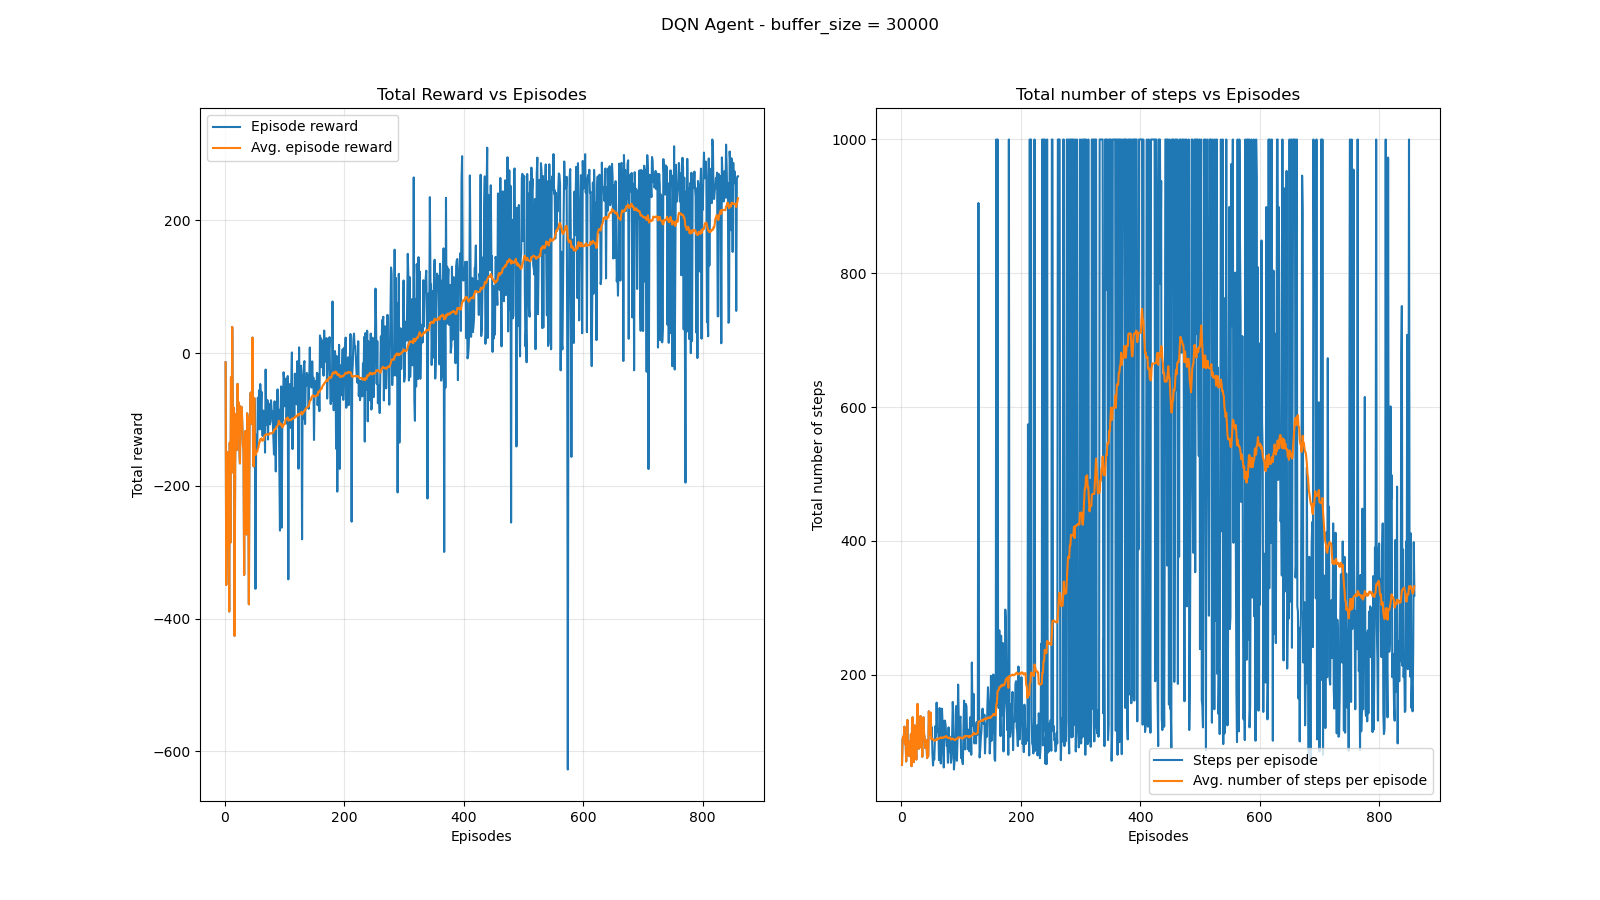 DQN Agent - buffer_size = 30000
Total Reward vs Episodes
Episode reward
Avg. episode reward
Total reward
200
0
−200
−400
−600
0
200
400
600
800
Episodes
Total number of steps vs Episodes
Total number of steps
1000
800
600
400
200
Steps per episode
Avg. number of steps per episode
0
200
400
600
800
Episodes